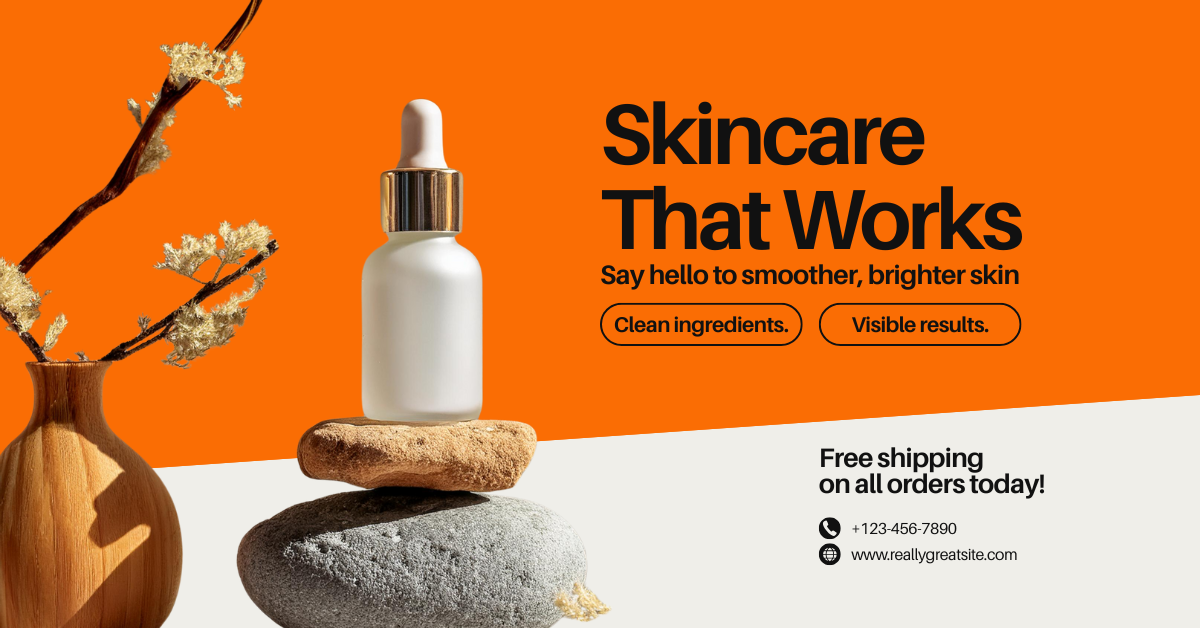 Skincare
That Works
Say hello to smoother, brighter skin
Clean ingredients.
Visible results.
Free shipping
on all orders today!
+123-456-7890
www.reallygreatsite.com